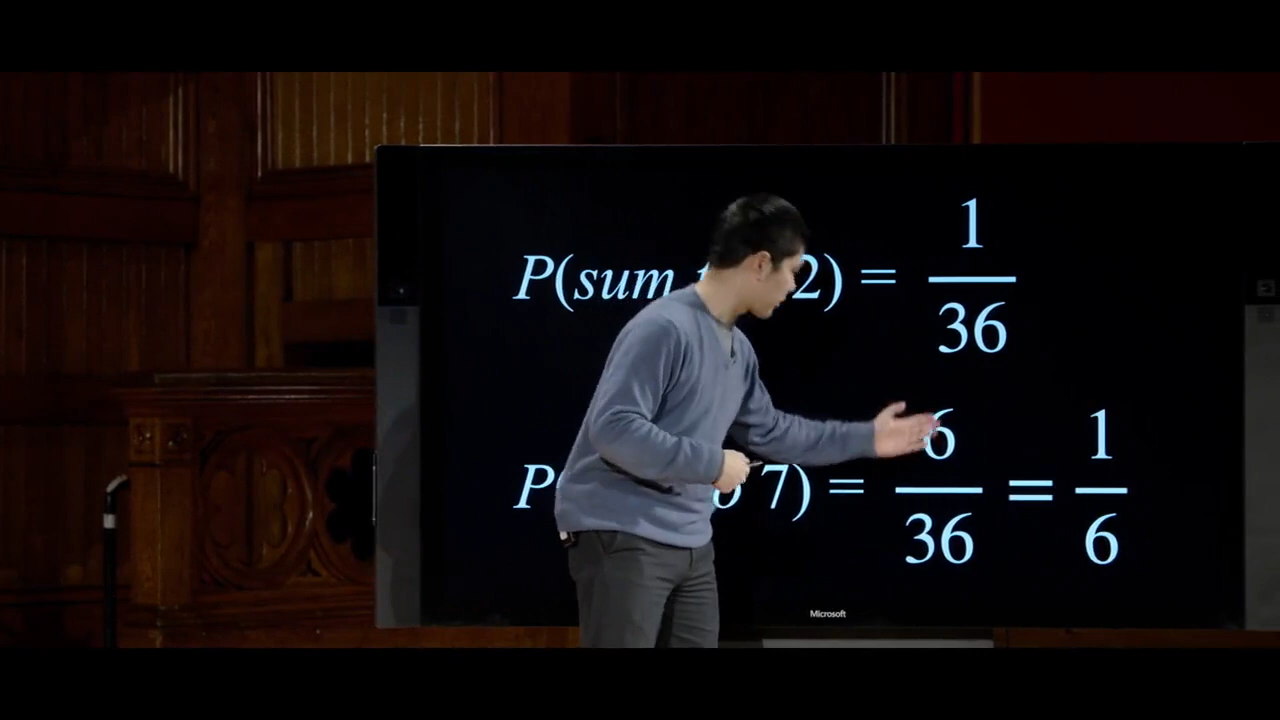 P(sum 2) = 1/36
P 7) = 6/36 = 1/6
Microsoft